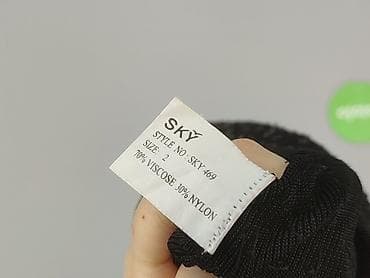 SKY
STYLE NO SKY-469
SIZE: 2
70% VISCOSE 30% NYLON